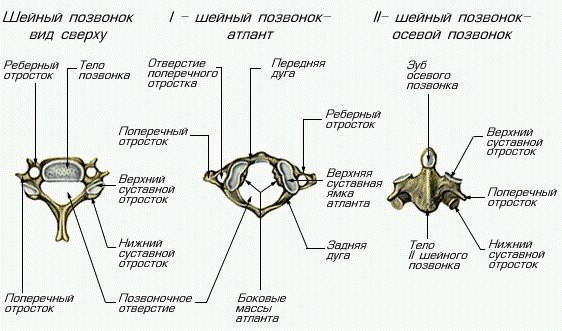 Шейный позвонок
вид сверху
I – шейный позвонок–
атлант
II– шейный позвонок–
осевой позвонок
Реберный
отросток
Тело
позвонка
Верхний
суставной
отросток
Нижний
суставной
отросток
Поперечный
отросток
Позвоночное
отверстие
Отверстие
поперечного
отростка
Передняя
дуга
Поперечный
отросток
Реберный
отросток
Верхняя
суставная
ямка
атланта
Задняя
дуга
Боковые
массы
атланта
Зуб
осевого
позвонка
Верхний
суставной
отросток
Поперечный
отросток
Тело
II шейного
позвонка
Нижний
суставной
отросток